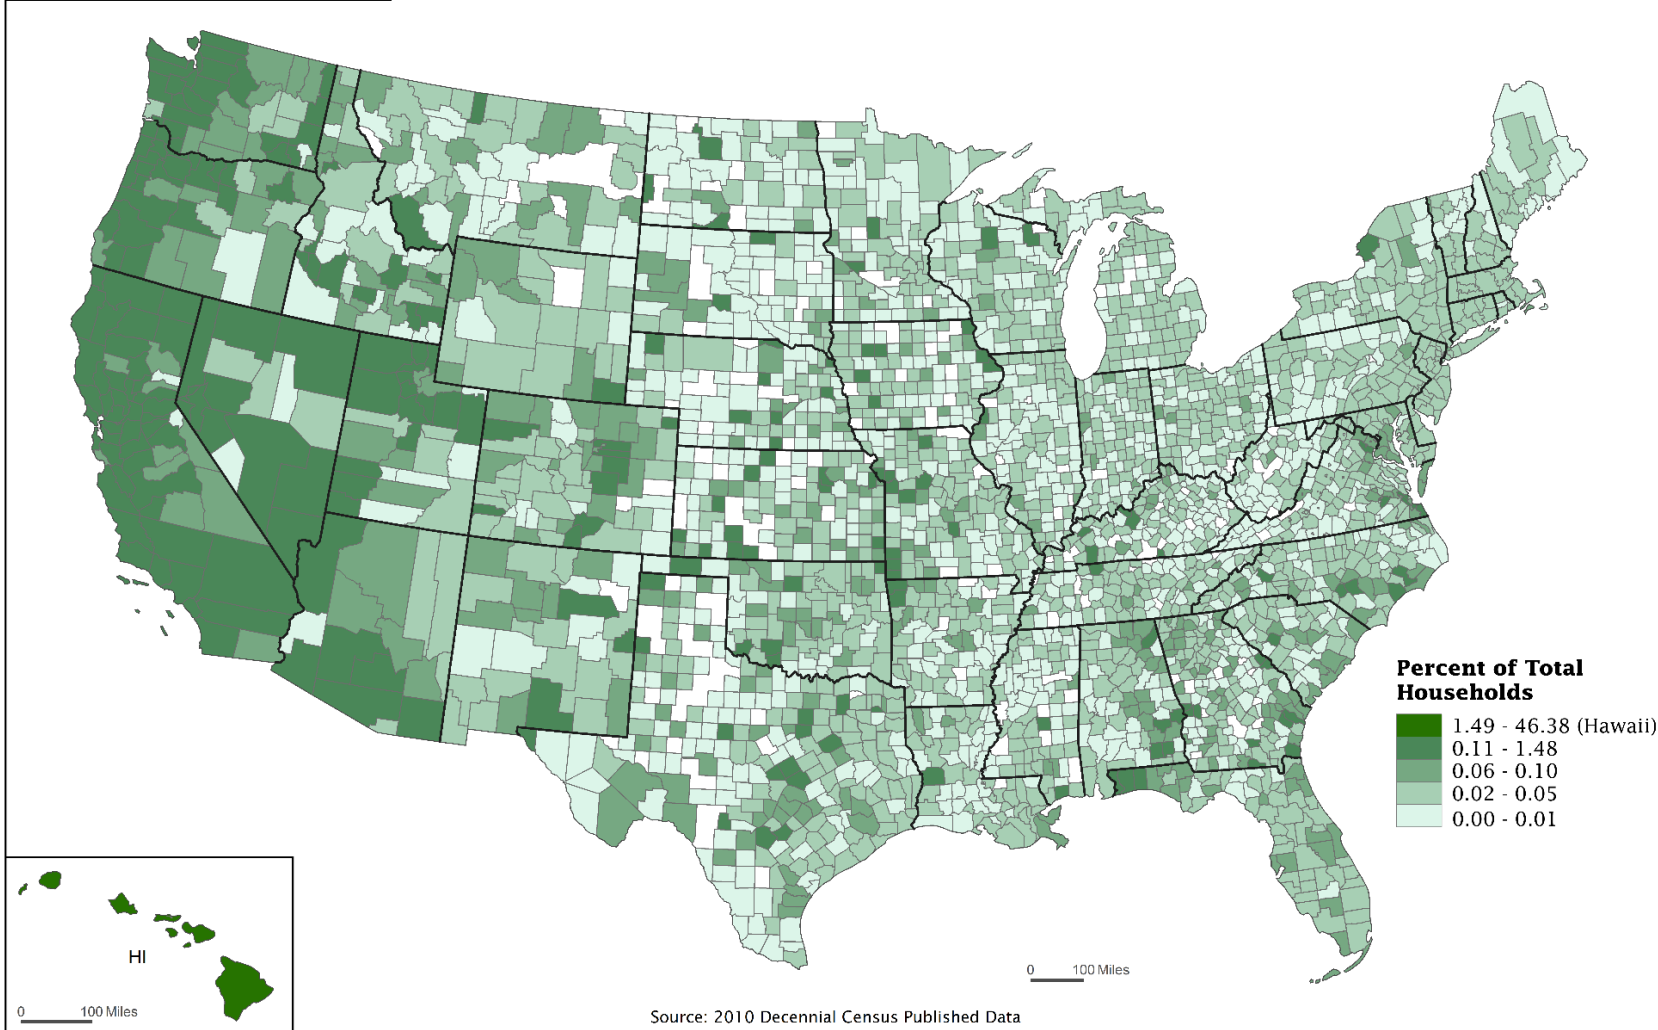 Percent of Total
Households
1.49 - 46.38 (Hawaii)
0.11 - 1.48
0.06 - 0.10
0.02 - 0.05
0.00 - 0.01
HI
0 100 Miles
0 100 Miles
Source: 2010 Decennial Census Published Data